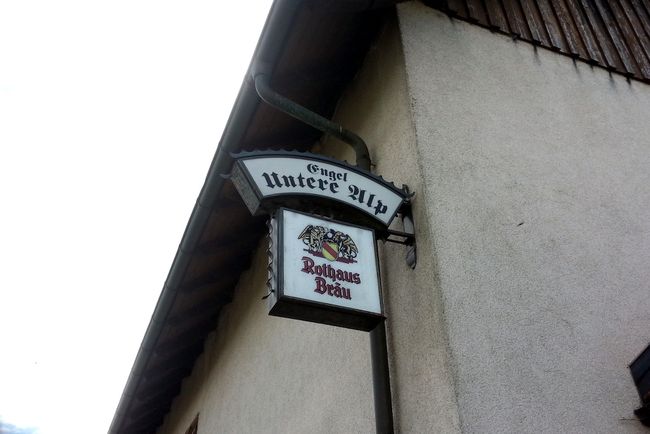 Engel
Untere Alp
Rothaus
Bräu